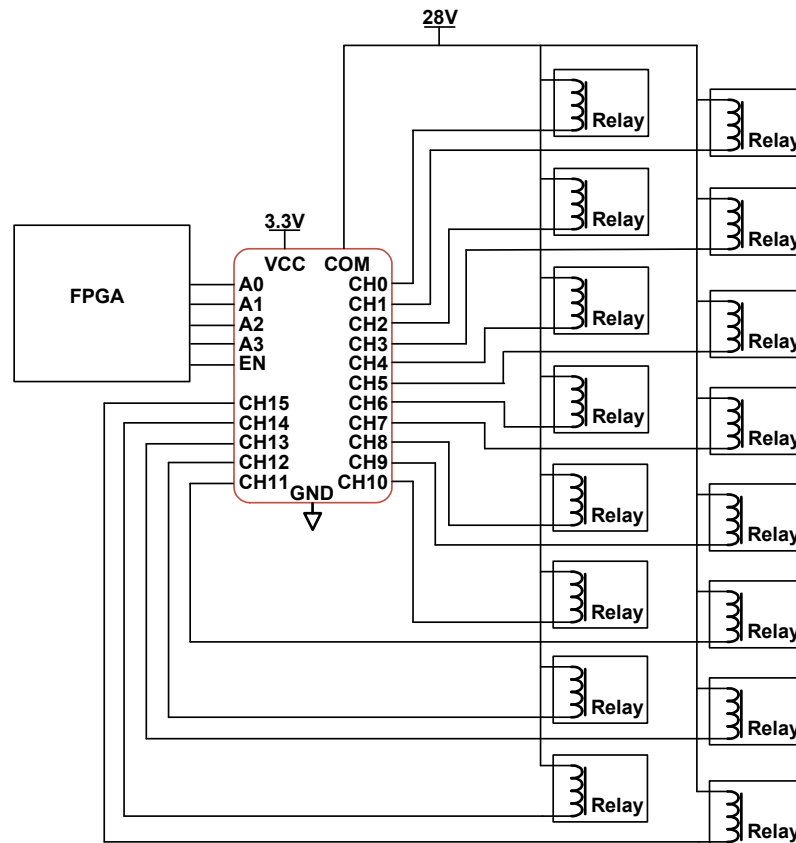 28V
Relay
Relay
Relay
Relay
3.3V
VCC COM
FPGA
A0 CH0
A1 CH1
A2 CH2
A3 CH3
EN CH4
CH5
CH15 CH6
CH14 CH7
CH13 CH8
CH12 CH9
CH11 GND CH10
Relay
Relay
Relay
Relay
Relay
Relay
Relay
Relay
Relay
Relay
Relay
Relay